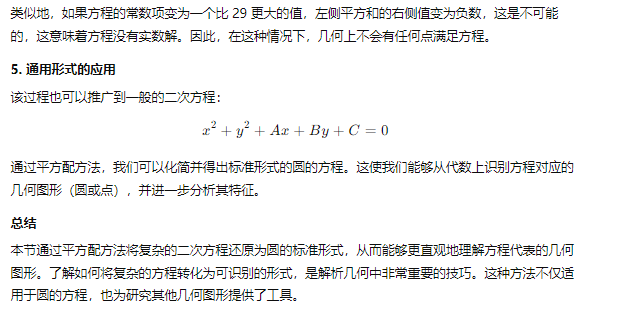 类似地，如果方程的常数项变为一个比 29 更大的值，左侧平方和的右侧值变为负数，这是不可能
的，这意味着方程没有实数解。因此，在这种情况下，几何上不会有任何点满足方程。
5. 通用形式的应用
该过程也可以推广到一般的二次方程：
x² + y² + Ax + By + C = 0
通过平方配方法，我们可以化简并得出标准形式的圆的方程。这使我们能够从代数上识别方程对应的
几何图形（圆或点），并进一步分析其特征。
总结
本节通过平方配方法将复杂的二次方程还原为圆的标准形式，从而能够更直观地理解方程代表的几何
图形。了解如何将复杂的方程转化为可识别的形式，是解析几何中非常重要的技巧。这种方法不仅适
用于圆的方程，也为研究其他几何图形提供了工具。